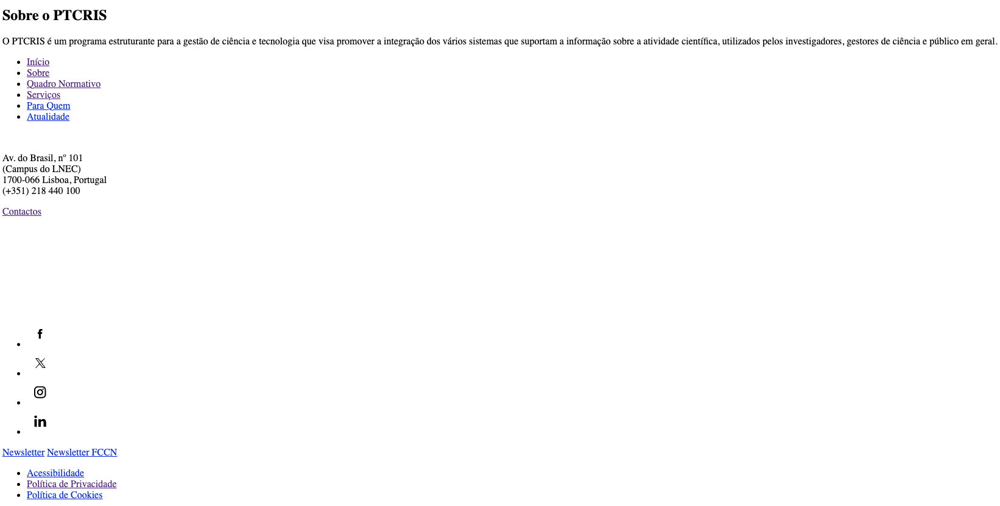 Sobre o PTCRIS
O PTCRIS é um programa estruturante para a gestão de ciência e tecnologia que visa promover a integração dos vários sistemas que suportam a informação sobre a atividade científica, utilizados pelos investigadores, gestores de ciência e público em geral.
Início
Sobre
Quadro Normativo
Serviços
Para Quem
Atualidade
Av. do Brasil, nº 101
(Campus do LNEC)
1700-066 Lisboa, Portugal
(+351) 218 440 100
Contactos
Newsletter Newsletter FCCN
Acessibilidade
Política de Privacidade
Política de Cookies